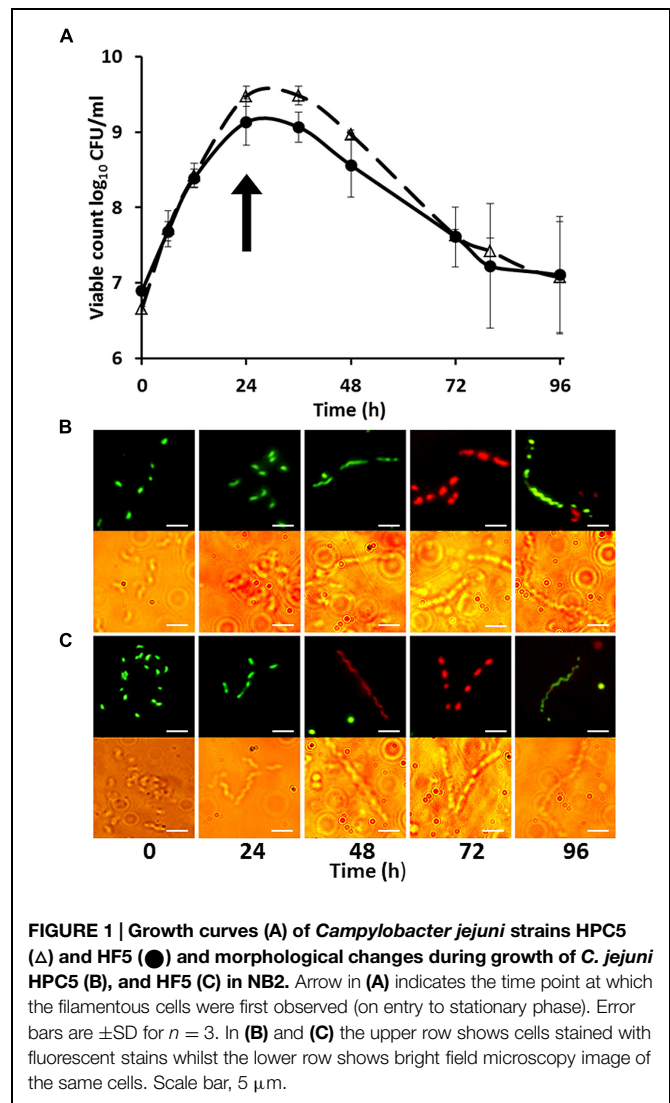 A
10
9
8
7
6
Viable count log10 CFU/ml
0 24 48 72 96
Time (h)
B
C
0 24 48 72 96
Time (h)
FIGURE 1 | Growth curves (A) of Campylobacter jejuni strains HPC5
(△) and HF5 (●) and morphological changes during growth of C. jejuni
HPC5 (B), and HF5 (C) in NB2. Arrow in (A) indicates the time point at which
the filamentous cells were first observed (on entry to stationary phase). Error
bars are ±SD for n = 3. In (B) and (C) the upper row shows cells stained with
fluorescent stains whilst the lower row shows bright field microscopy image of
the same cells. Scale bar, 5 μm.